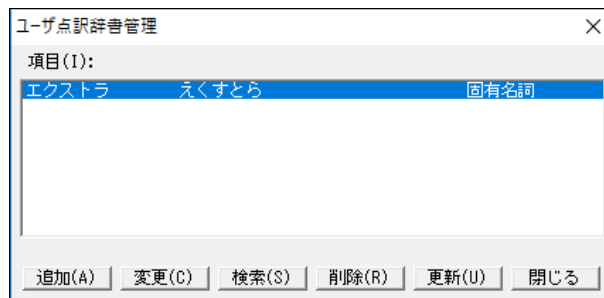 ユーザ点訳辞書管理
項目(I):
エクストラ えくすとら 固有名詞
追加(A) 変更(C) 検索(S) 削除(R) 更新(U) 閉じる